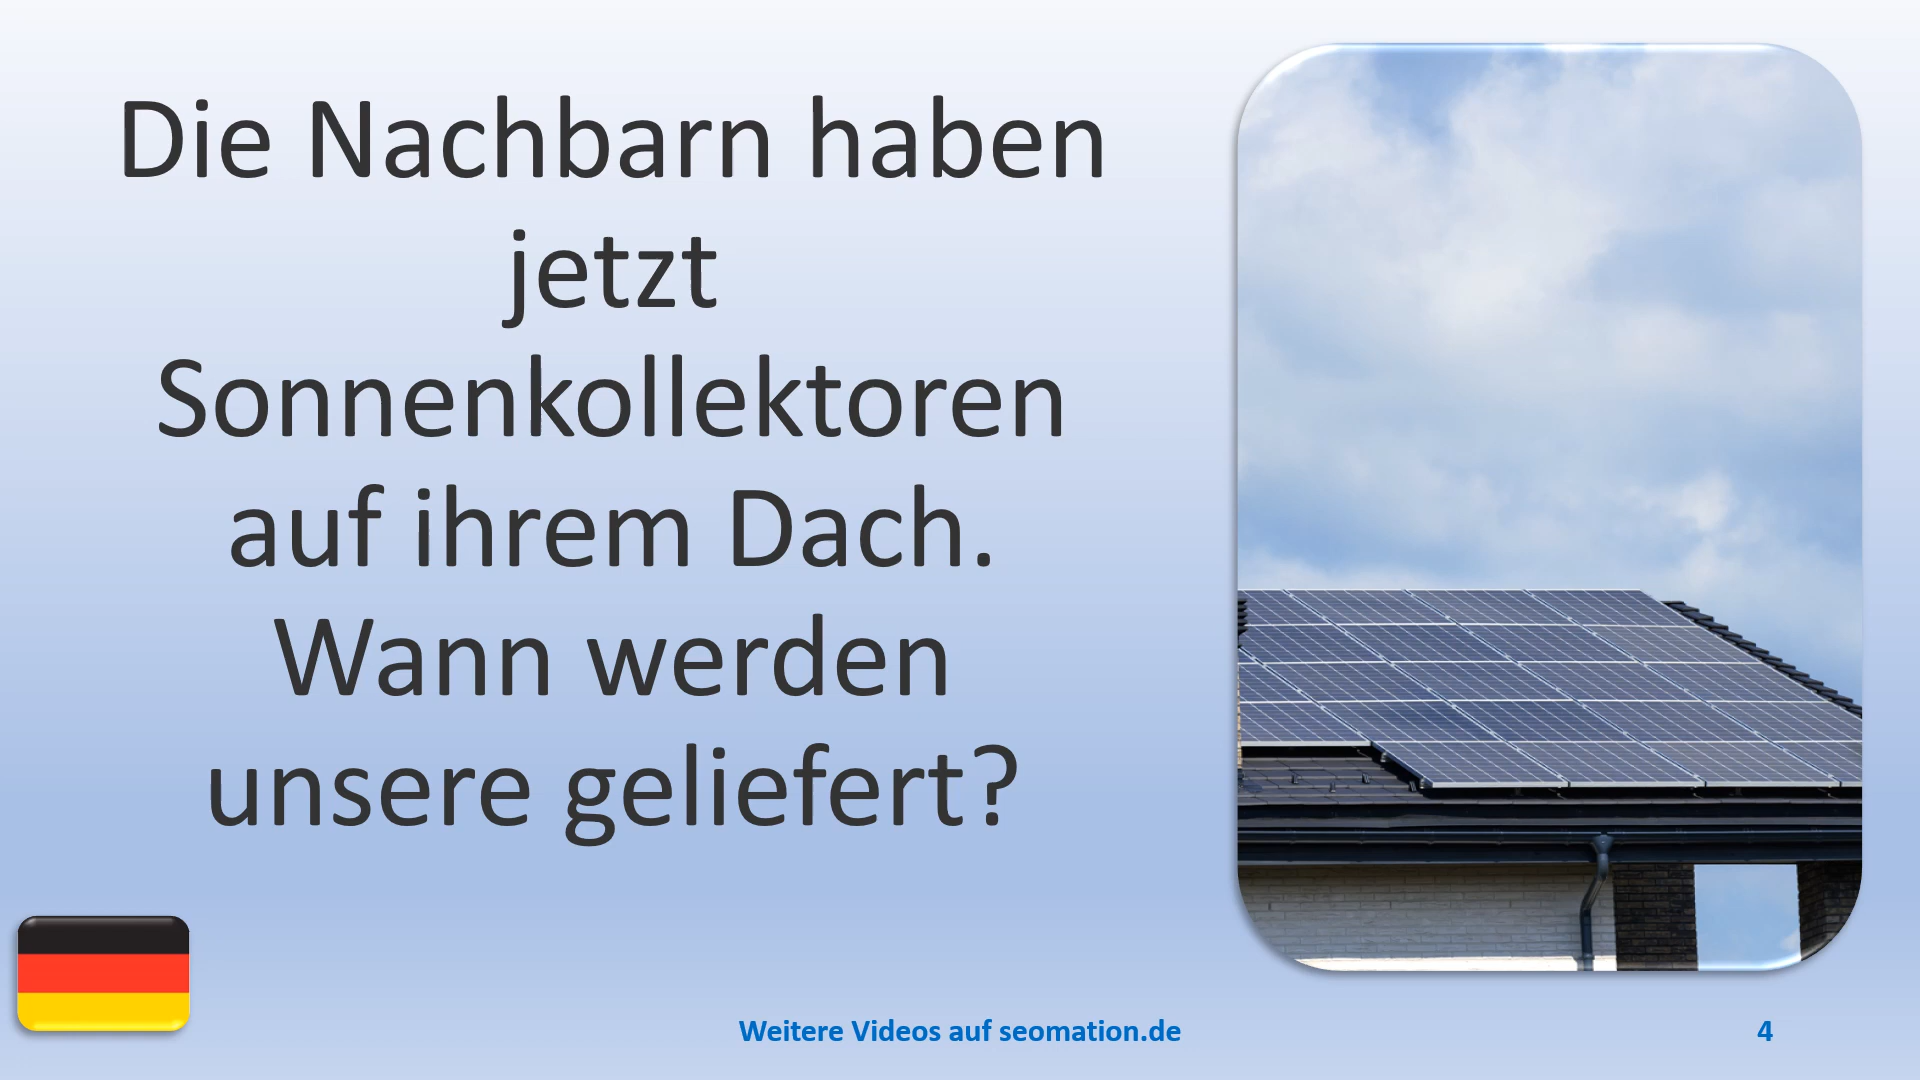 Die Nachbarn haben
jetzt
Sonnenkollektoren
auf ihrem Dach.
Wann werden
unsere geliefert?
Weitere Videos auf seomation.de
4